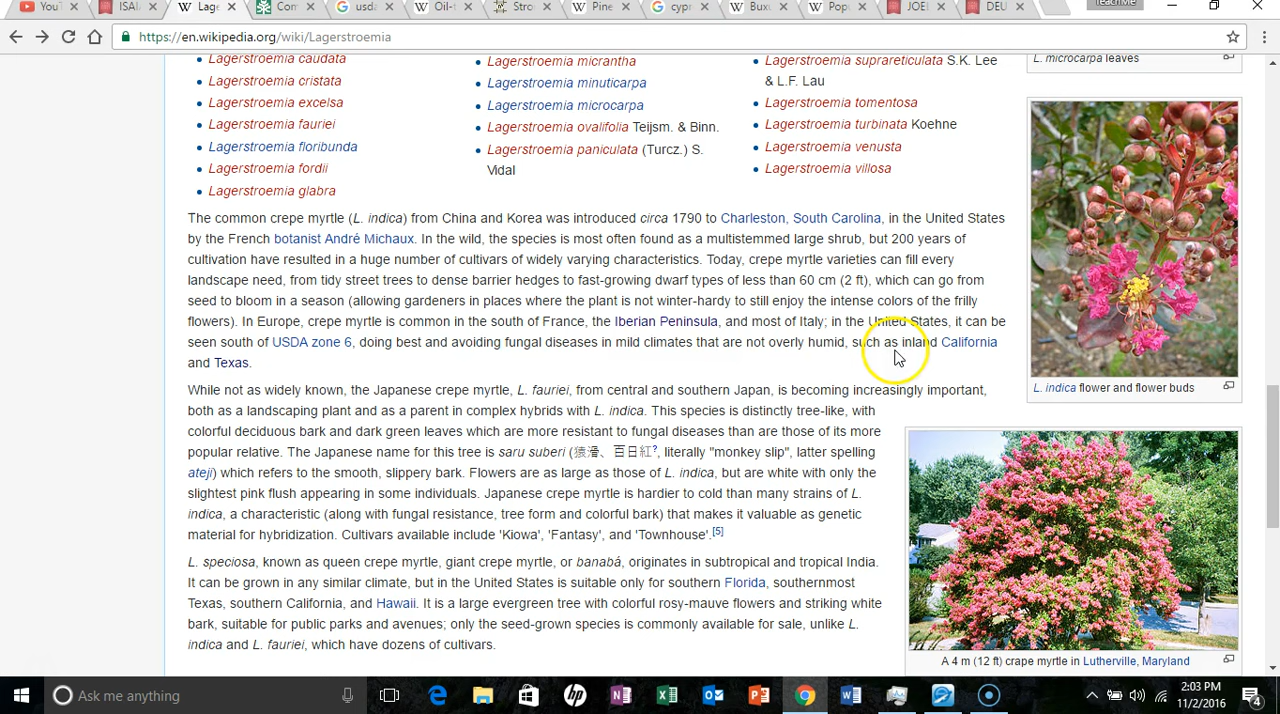 YouT
ISAI
Lage
Con
usda
Oil-t
Stro
Pine
cypr
Buxu
Popu
JOEL
DEU
TeachMe
https://en.wikipedia.org/wiki/Lagerstroemia
Lagerstroemia caudata
Lagerstroemia cristata
Lagerstroemia excelsa
Lagerstroemia fauriei
Lagerstroemia floribunda
Lagerstroemia fordii
Lagerstroemia glabra
Lagerstroemia micrantha
Lagerstroemia minuticarpa
Lagerstroemia microcarpa
Lagerstroemia ovalifolia Teijsm. & Binn.
Lagerstroemia paniculata (Turcz.) S.
Vidal
Lagerstroemia suprareticulata S.K. Lee
& L.F. Lau
Lagerstroemia tomentosa
Lagerstroemia turbinata Koehne
Lagerstroemia venusta
Lagerstroemia villosa
L. microcarpa leaves
The common crepe myrtle (L. indica) from China and Korea was introduced circa 1790 to Charleston, South Carolina, in the United States
by the French botanist André Michaux. In the wild, the species is most often found as a multistemmed large shrub, but 200 years of
cultivation have resulted in a huge number of cultivars of widely varying characteristics. Today, crepe myrtle varieties can fill every
landscape need, from tidy street trees to dense barrier hedges to fast-growing dwarf types of less than 60 cm (2 ft), which can go from
seed to bloom in a season (allowing gardeners in places where the plant is not winter-hardy to still enjoy the intense colors of the frilly
flowers). In Europe, crepe myrtle is common in the south of France, the Iberian Peninsula, and most of Italy; in the United States, it can be
seen south of USDA zone 6, doing best and avoiding fungal diseases in mild climates that are not overly humid, such as inland California
and Texas.
L. indica flower and flower buds
While not as widely known, the Japanese crepe myrtle, L. fauriei, from central and southern Japan, is becoming increasingly important,
both as a landscaping plant and as a parent in complex hybrids with L. indica. This species is distinctly tree-like, with
colorful deciduous bark and dark green leaves which are more resistant to fungal diseases than are those of its more
popular relative. The Japanese name for this tree is saru suberi (猿滑、百日紅?, literally "monkey slip", latter spelling
ateji) which refers to the smooth, slippery bark. Flowers are as large as those of L. indica, but are white with only the
slightest pink flush appearing in some individuals. Japanese crepe myrtle is hardier to cold than many strains of L.
indica, a characteristic (along with fungal resistance, tree form and colorful bark) that makes it valuable as genetic
material for hybridization. Cultivars available include 'Kiowa', 'Fantasy', and 'Townhouse'.[5]
L. speciosa, known as queen crepe myrtle, giant crepe myrtle, or banabá, originates in subtropical and tropical India.
It can be grown in any similar climate, but in the United States is suitable only for southern Florida, southernmost
Texas, southern California, and Hawaii. It is a large evergreen tree with colorful rosy-mauve flowers and striking white
bark, suitable for public parks and avenues; only the seed-grown species is commonly available for sale, unlike L.
indica and L. fauriei, which have dozens of cultivars.
A 4 m (12 ft) crape myrtle in Lutherville, Maryland
Ask me anything
2:03 PM
11/2/2016
4